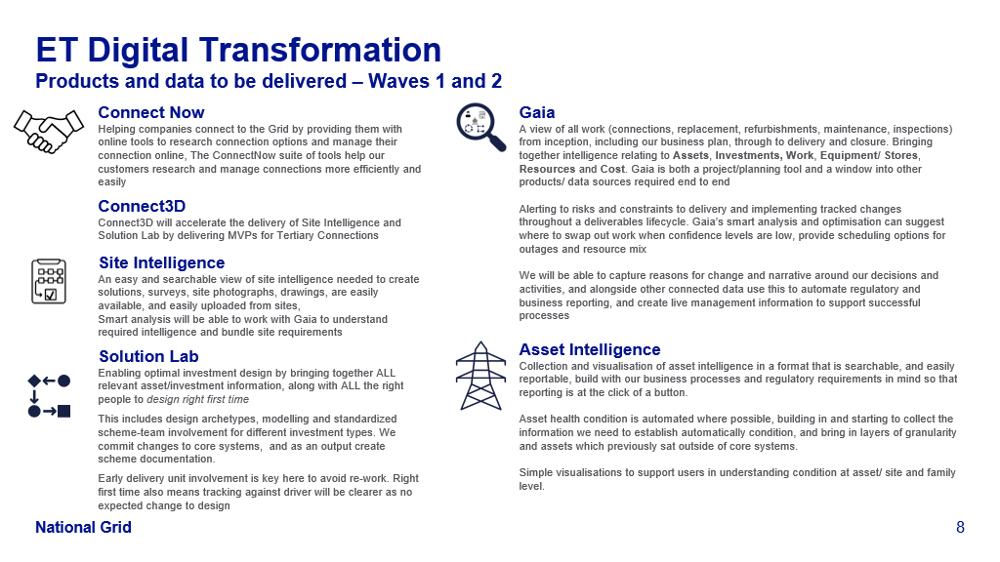 ET Digital Transformation
Products and data to be delivered – Waves 1 and 2
Connect Now
Helping companies connect to the Grid by providing them with
online tools to research connection options and manage their
connection online, The ConnectNow suite of tools help our
customers research and manage connections more efficiently and
easily
Connect3D
Connect3D will accelerate the delivery of Site Intelligence and
Solution Lab by delivering MVPs for Tertiary Connections
Site Intelligence
An easy and searchable view of site intelligence needed to create
solutions, surveys, site photographs, drawings, are easily
available, and easily uploaded from sites,
Smart analysis will be able to work with Gaia to understand
required intelligence and bundle site requirements
Solution Lab
Enabling optimal investment design by bringing together ALL
relevant asset/investment information, along with ALL the right
people to design right first time
This includes design archetypes, modelling and standardized
scheme-team involvement for different investment types. We
commit changes to core systems,  and as an output create
scheme documentation.
Early delivery unit involvement is key here to avoid re-work. Right
first time also means tracking against driver will be clearer as no
expected change to design
Gaia
A view of all work (connections, replacement, refurbishments, maintenance, inspections)
from inception, including our business plan, through to delivery and closure. Bringing
together intelligence relating to Assets, Investments, Work, Equipment/ Stores,
Resources and Cost. Gaia is both a project/planning tool and a window into other
products/ data sources required end to end
Alerting to risks and constraints to delivery and implementing tracked changes
throughout a deliverables lifecycle. Gaia's smart analysis and optimisation can suggest
where to swap out work when confidence levels are low, provide scheduling options for
outages and resource mix
We will be able to capture reasons for change and narrative around our decisions and
activities, and alongside other connected data use this to automate regulatory and
business reporting, and create live management information to support successful
processes
Asset Intelligence
Collection and visualisation of asset intelligence in a format that is searchable, and easily
reportable, build with our business processes and regulatory requirements in mind so that
reporting is at the click of a button.
Asset health condition is automated where possible, building in and starting to collect the
information we need to establish automatically condition, and bring in layers of granularity
and assets which previously sat outside of core systems.
Simple visualisations to support users in understanding condition at asset/ site and family
level.
National Grid
8